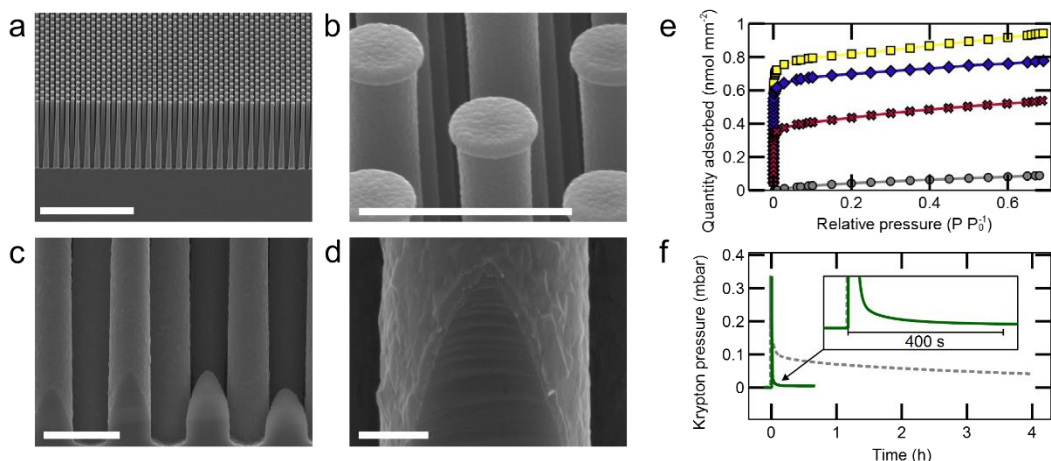 a
b
c
d
e
Quantity adsorbed (nmol mm⁻²)
1
0.8
0.6
0.4
0.2
0
0 0.2 0.4 0.6
Relative pressure (P P₀⁻¹)
f
Krypton pressure (mbar)
0.4
0.3
0.2
0.1
0
400 s
0 1 2 3 4
Time (h)